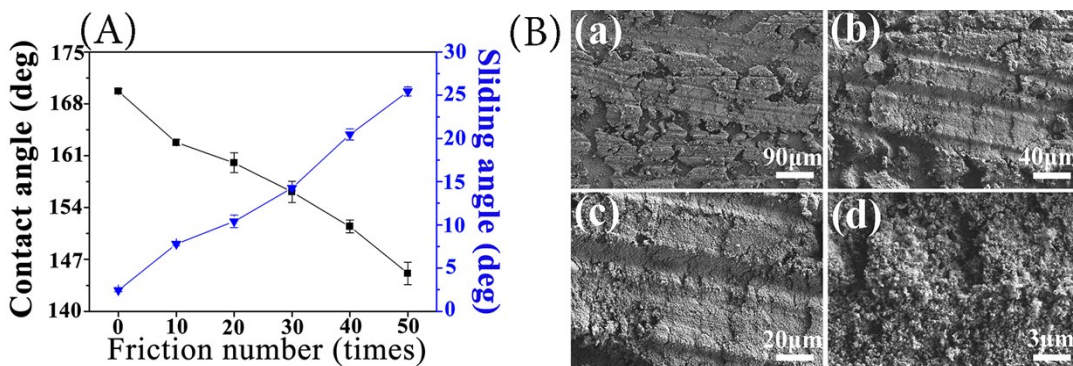 (A)
Contact angle (deg)
175
168
161
154
147
140
0 10 20 30 40 50
Friction number (times)
30
25
20
15
10
5
0
Sliding angle (deg)
(B)
(a)
90μm
(b)
40μm
(c)
20μm
(d)
3μm